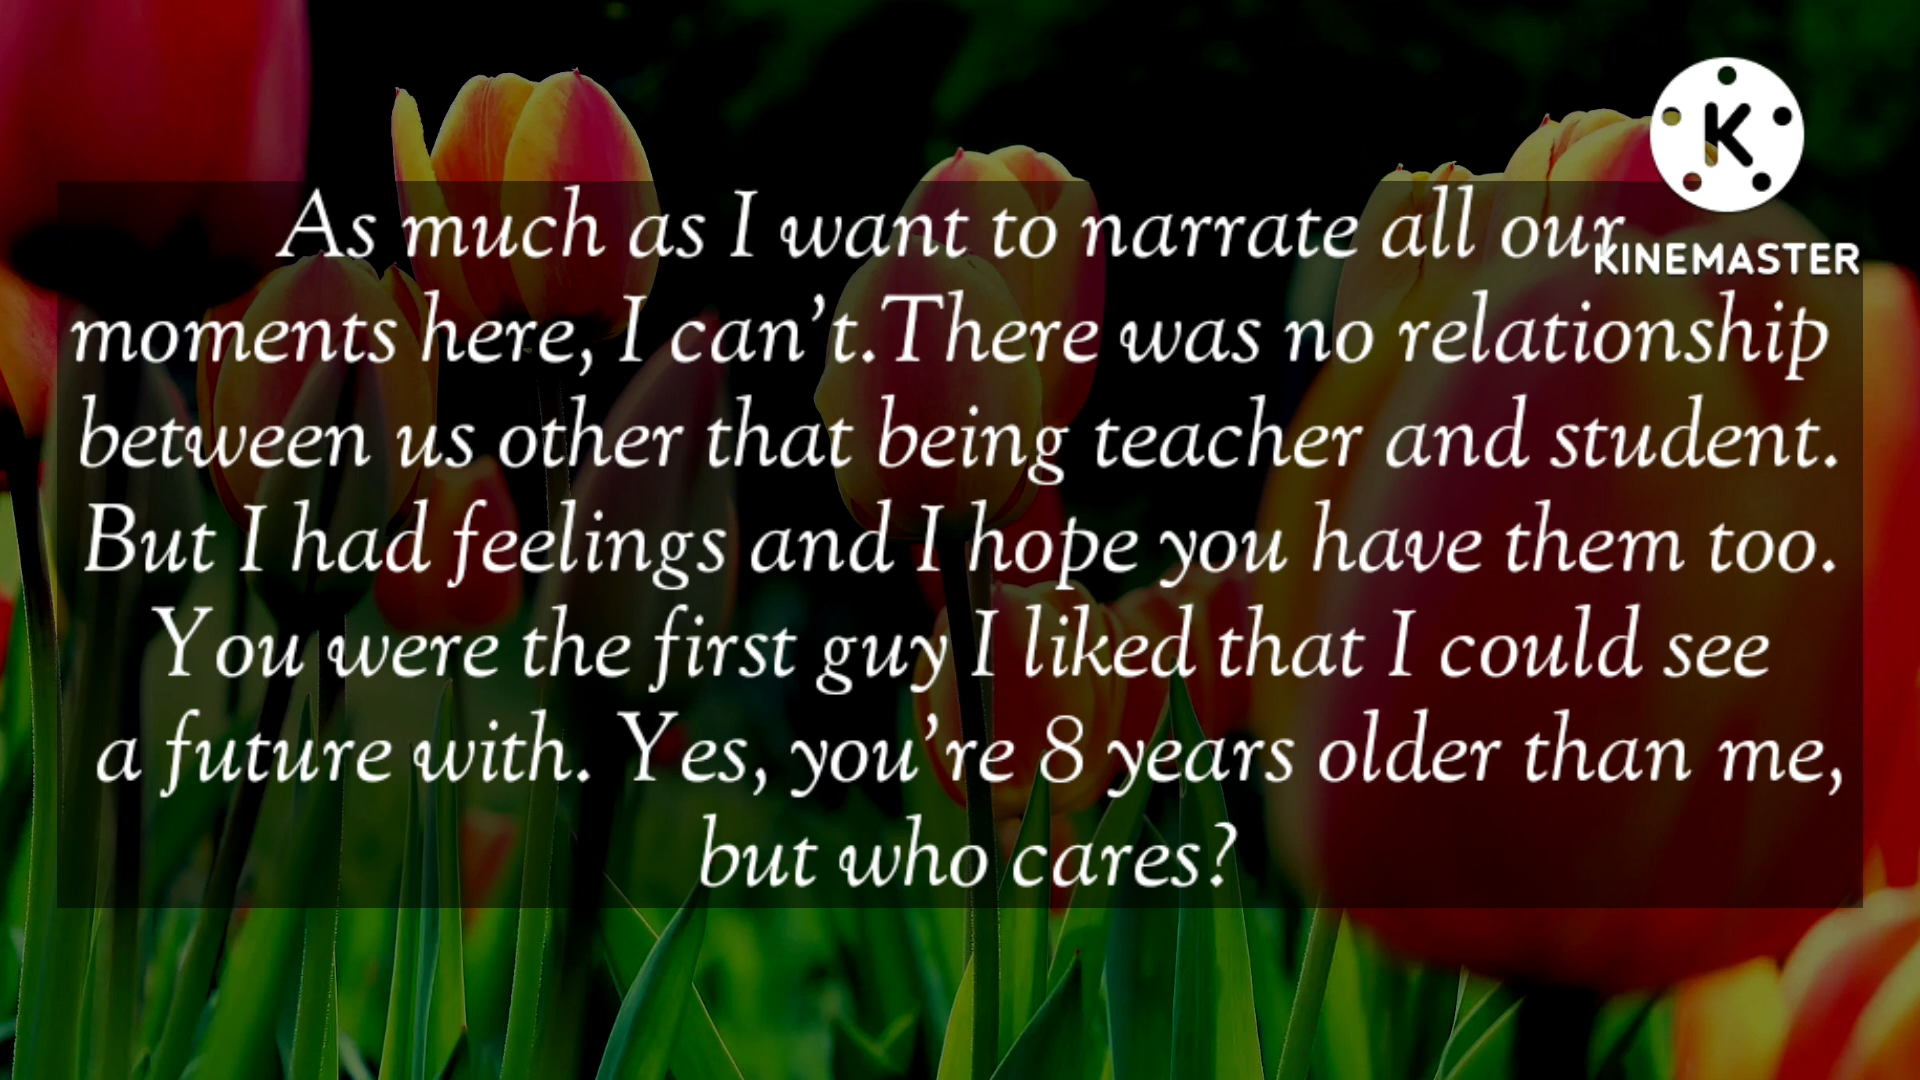 As much as I want to narrate all our
KINEMASTER
moments here, I can't.There was no relationship
between us other that being teacher and student.
But I had feelings and I hope you have them too.
You were the first guy I liked that I could see
a future with. Yes, you're 8 years older than me,
but who cares?